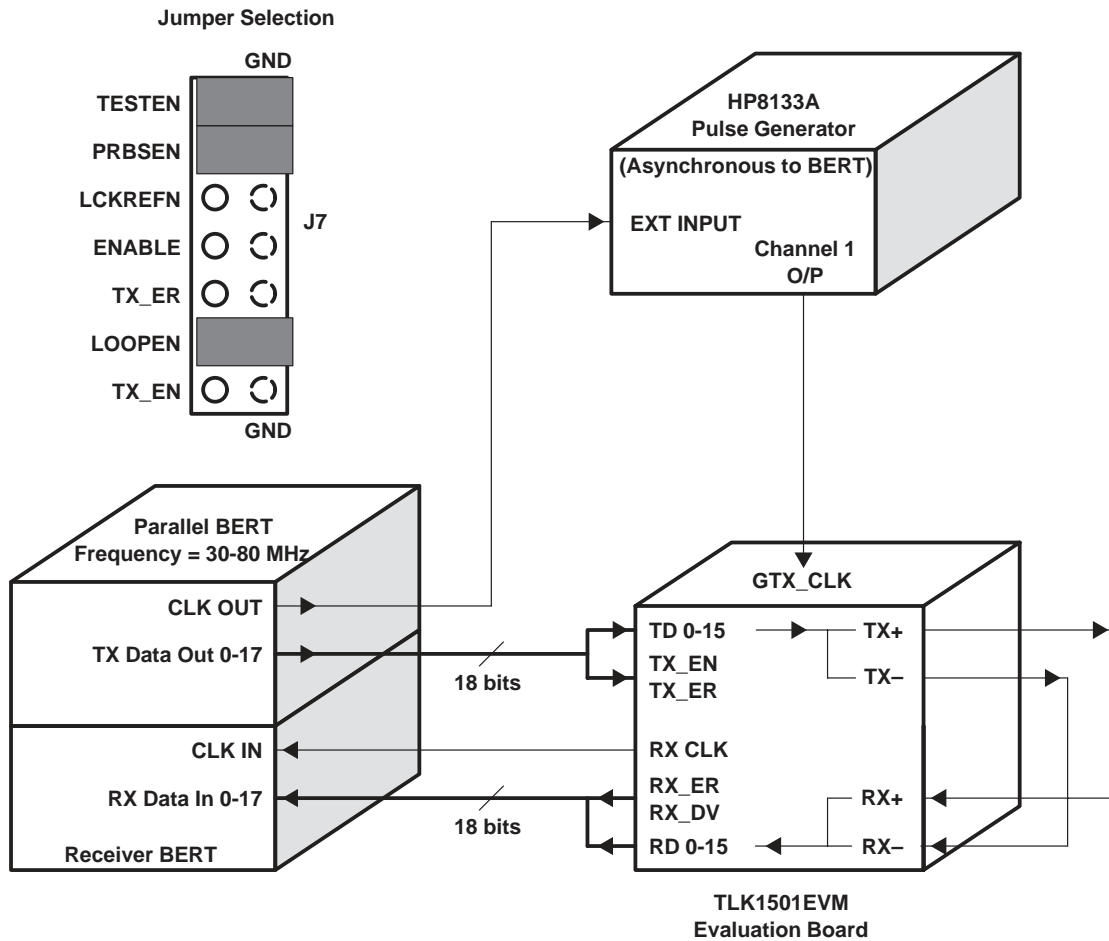 Jumper Selection
GND
TESTEN
PRBSEN
LCKREFN
ENABLE
TX_ER
LOOPEN
TX_EN
J7
GND
HP8133A
Pulse Generator
(Asynchronous to BERT)
EXT INPUT
Channel 1
O/P
Parallel BERT
Frequency = 30-80 MHz
CLK OUT
TX Data Out 0-17
18 bits
CLK IN
RX Data In 0-17
18 bits
Receiver BERT
GTX_CLK
TD 0-15
TX+
TX_EN
TX–
TX_ER
RX CLK
RX_ER
RX+
RX_DV
RD 0-15
RX–
TLK1501EVM
Evaluation Board